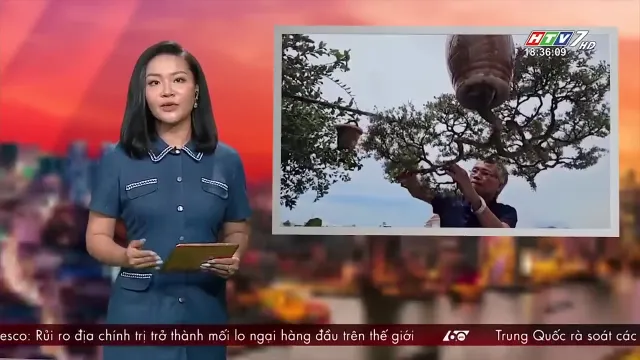 HTV7 HD
18:36:09
esco: Rủi ro địa chính trị trở thành mối lo ngại hàng đầu trên thế giới 60 Trung Quốc rà soát các